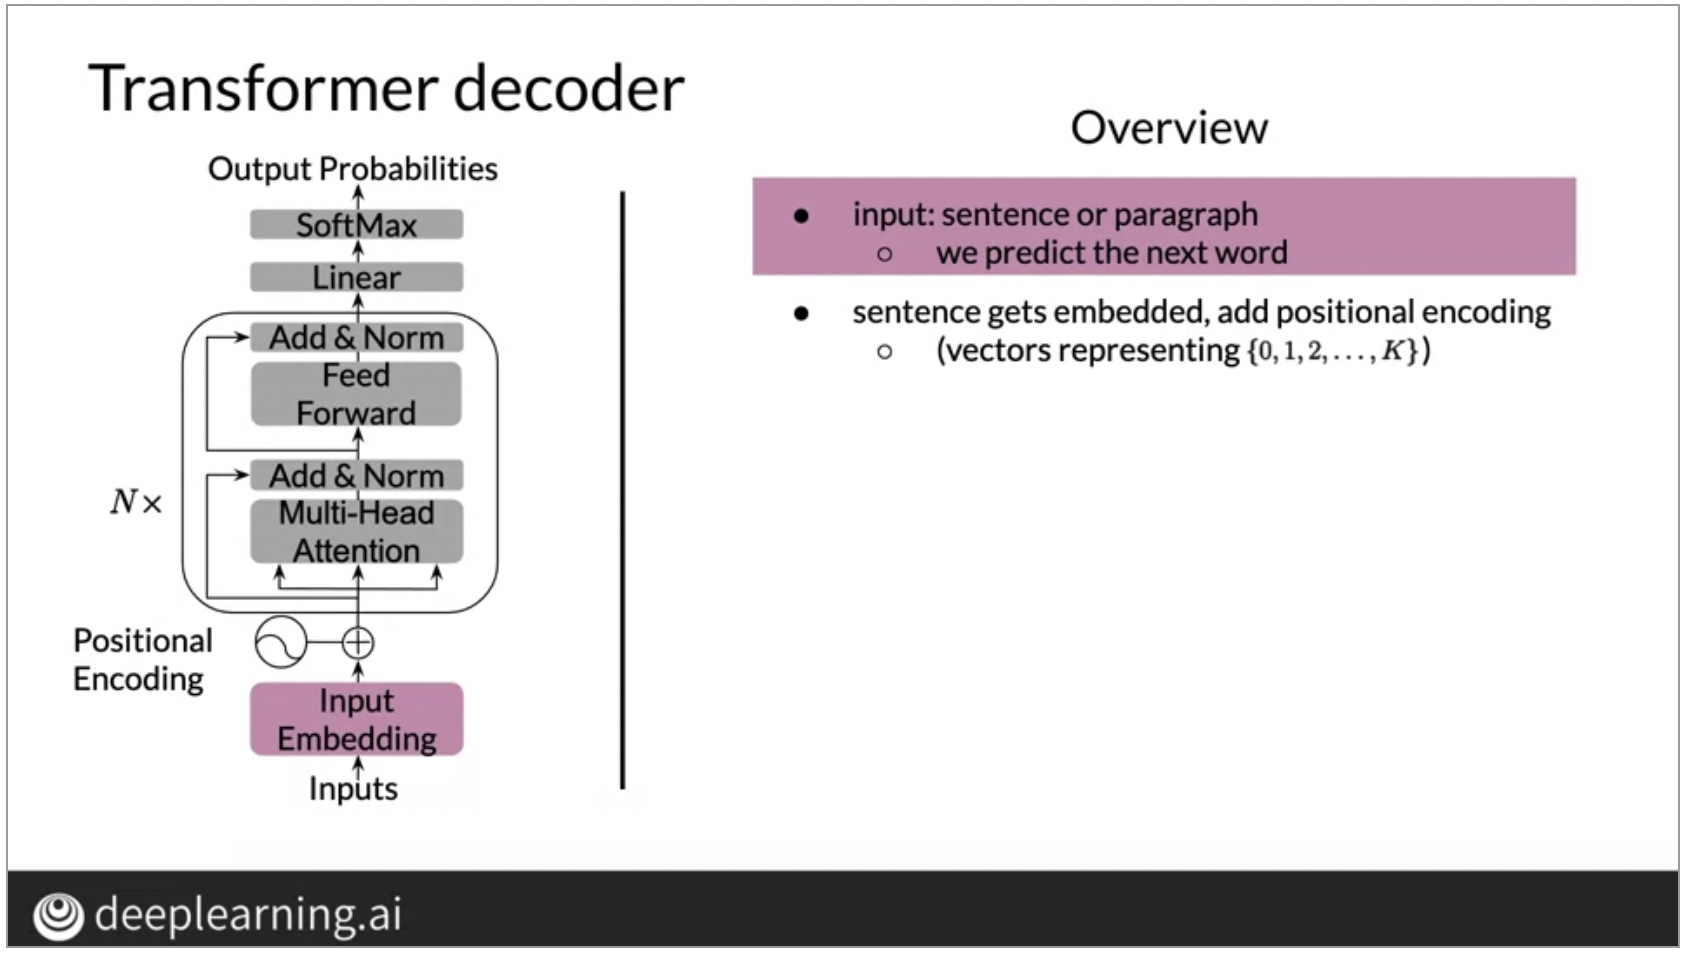 Transformer decoder
Output Probabilities
SoftMax
Linear
Add & Norm
Feed
Forward
Add & Norm
Multi-Head
Attention
N×
Positional
Encoding
Input
Embedding
Inputs
Overview
● input: sentence or paragraph
○ we predict the next word
● sentence gets embedded, add positional encoding
○ (vectors representing {0, 1, 2, . . . , K})
deeplearning.ai